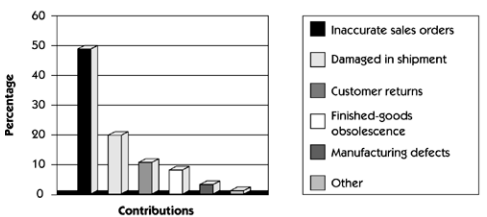 60
50
40
30
20
10
0
Percentage
Contributions
Inaccurate sales orders
Damaged in shipment
Customer returns
Finished-goods
obsolescence
Manufacturing defects
Other